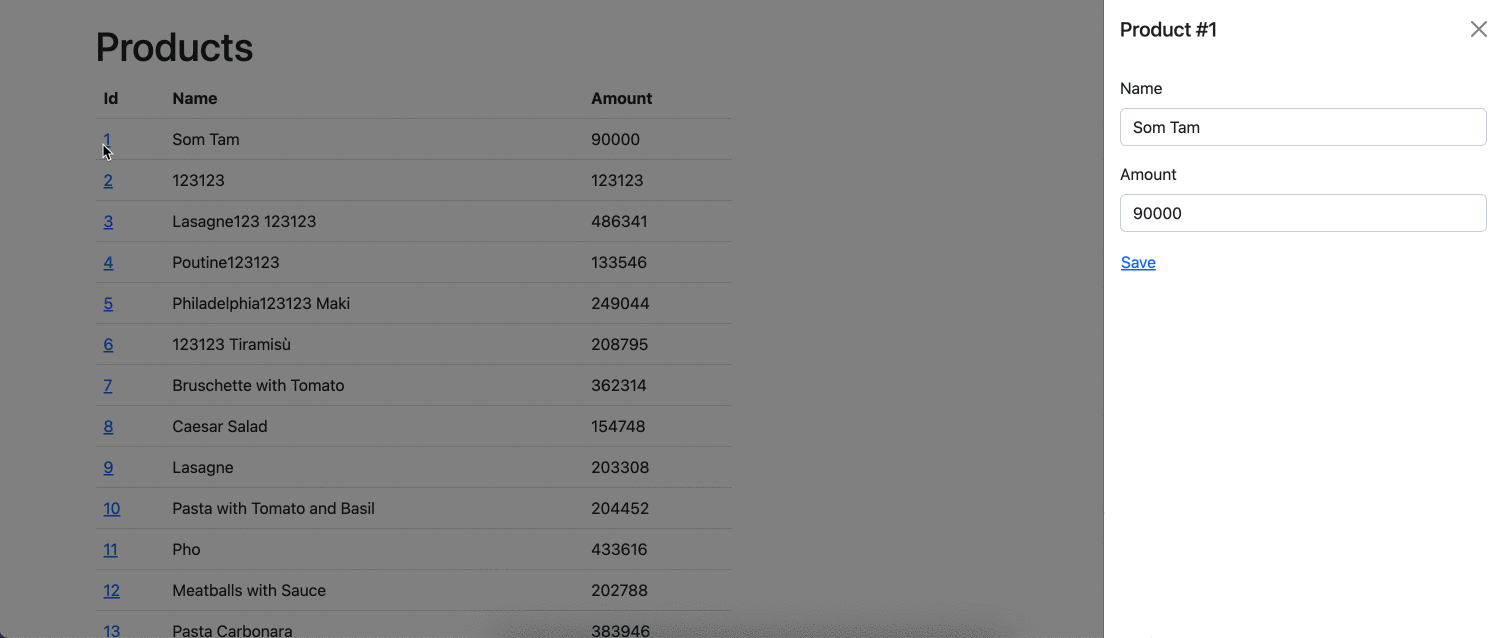 Products
Id Name Amount
1 Som Tam 90000
2 123123 123123
3 Lasagne123 123123 486341
4 Poutine123123 133546
5 Philadelphia123123 Maki 249044
6 123123 Tiramisù 208795
7 Bruschette with Tomato 362314
8 Caesar Salad 154748
9 Lasagne 203308
10 Pasta with Tomato and Basil 204452
11 Pho 433616
12 Meatballs with Sauce 202788
13 Pasta Carbonara 383946
Product #1
Name
Som Tam
Amount
90000
Save